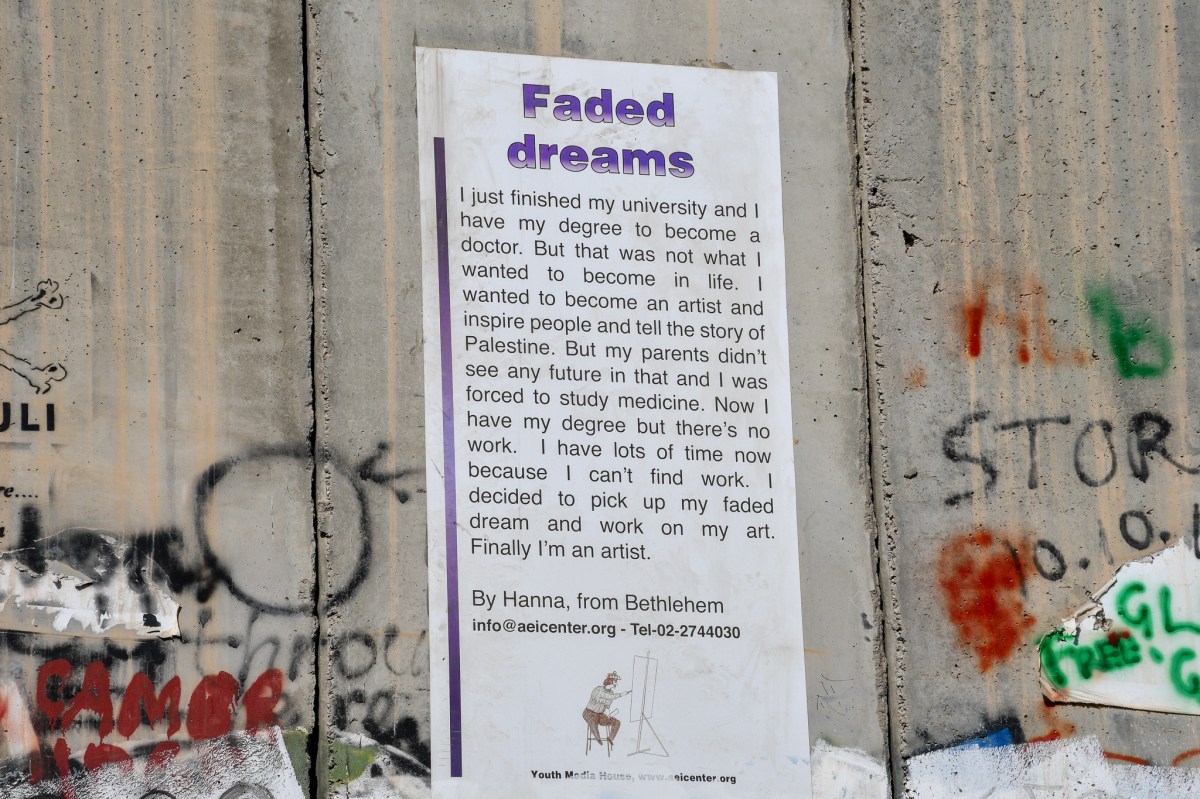 Faded
dreams
I just finished my university and I
have my degree to become a
doctor. But that was not what I
wanted to become in life. I
wanted to become an artist and
inspire people and tell the story of
Palestine. But my parents didn't
see any future in that and I was
forced to study medicine. Now I
have my degree but there's no
work. I have lots of time now
because I can't find work. I
decided to pick up my faded
dream and work on my art.
Finally I'm an artist.
By Hanna, from Bethlehem
info@aeicenter.org - Tel-02-2744030
Youth Media House, www.aeicenter.org
ULI
re....
STOR
10.10.
GL
FREE